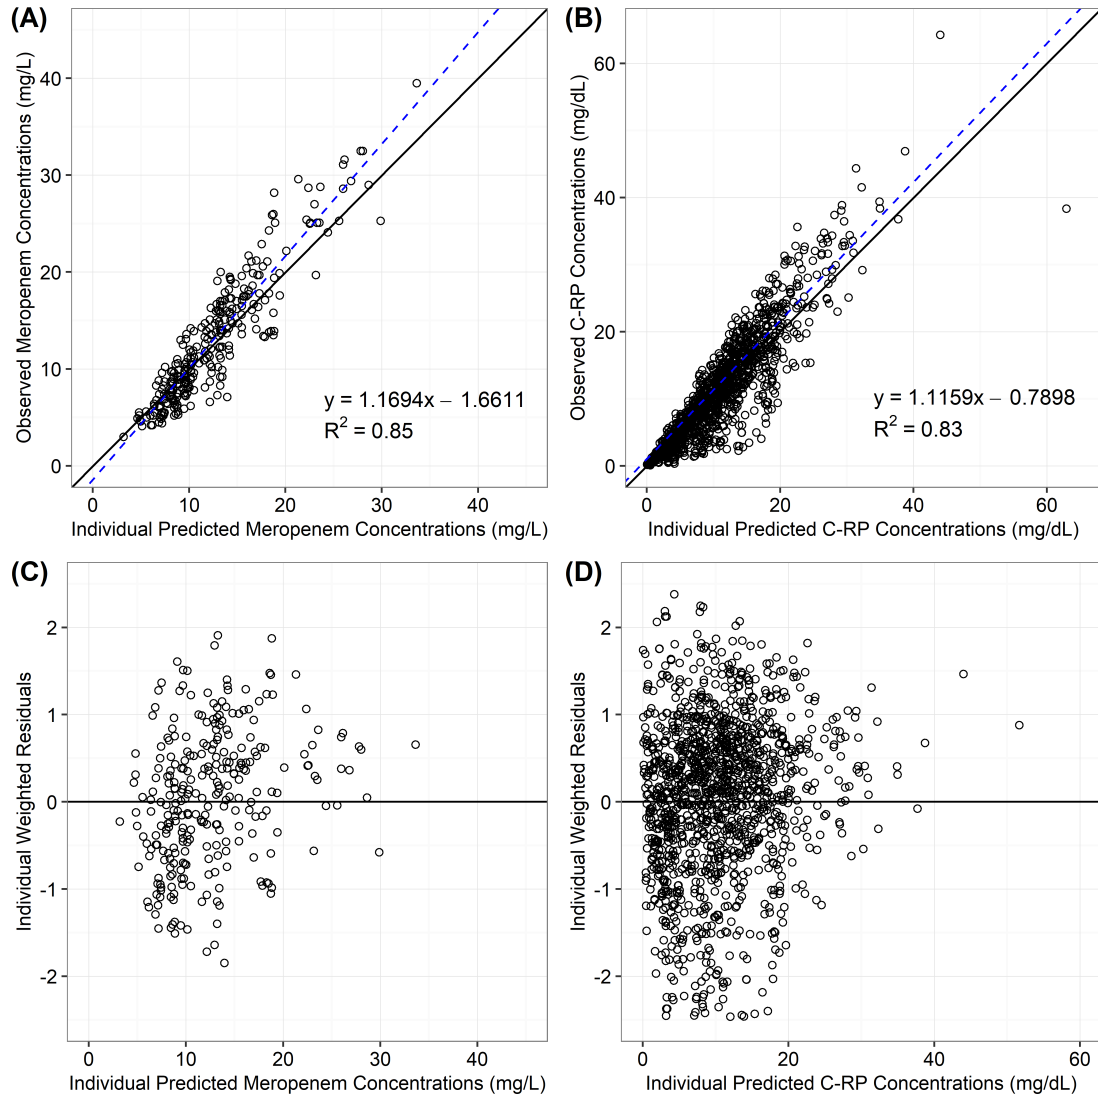 (A)
Observed Meropenem Concentrations (mg/L)
40
30
20
10
0
y = 1.1694x − 1.6611
R² = 0.85
0 10 20 30 40
Individual Predicted Meropenem Concentrations (mg/L)
(B)
Observed C-RP Concentrations (mg/dL)
60
40
20
0
y = 1.1159x − 0.7898
R² = 0.83
0 20 40 60
Individual Predicted C-RP Concentrations (mg/dL)
(C)
Individual Weighted Residuals
2
1
0
-1
-2
0 10 20 30 40
Individual Predicted Meropenem Concentrations (mg/L)
(D)
Individual Weighted Residuals
2
1
0
-1
-2
0 20 40 60
Individual Predicted C-RP Concentrations (mg/dL)